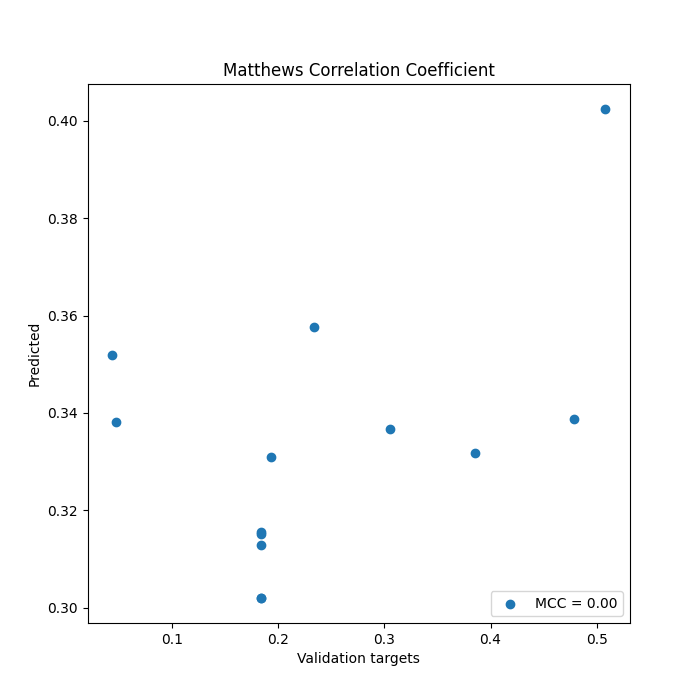 Matthews Correlation Coefficient
0.40
0.38
0.36
0.34
0.32
0.30
Predicted
MCC = 0.00
0.1 0.2 0.3 0.4 0.5
Validation targets